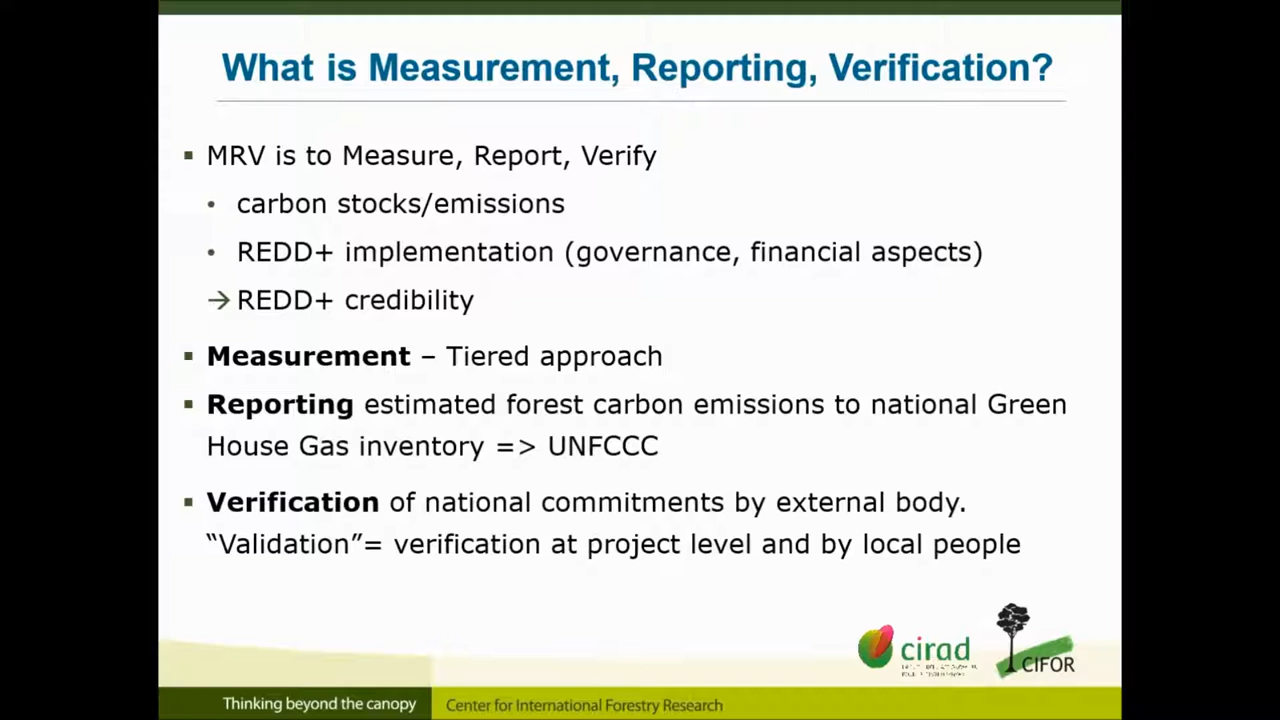 What is Measurement, Reporting, Verification?
▪ MRV is to Measure, Report, Verify
• carbon stocks/emissions
• REDD+ implementation (governance, financial aspects)
→ REDD+ credibility
▪ Measurement – Tiered approach
▪ Reporting estimated forest carbon emissions to national Green
House Gas inventory => UNFCCC
▪ Verification of national commitments by external body.
“Validation”= verification at project level and by local people
cirad
CIFOR
Thinking beyond the canopy
Center for International Forestry Research